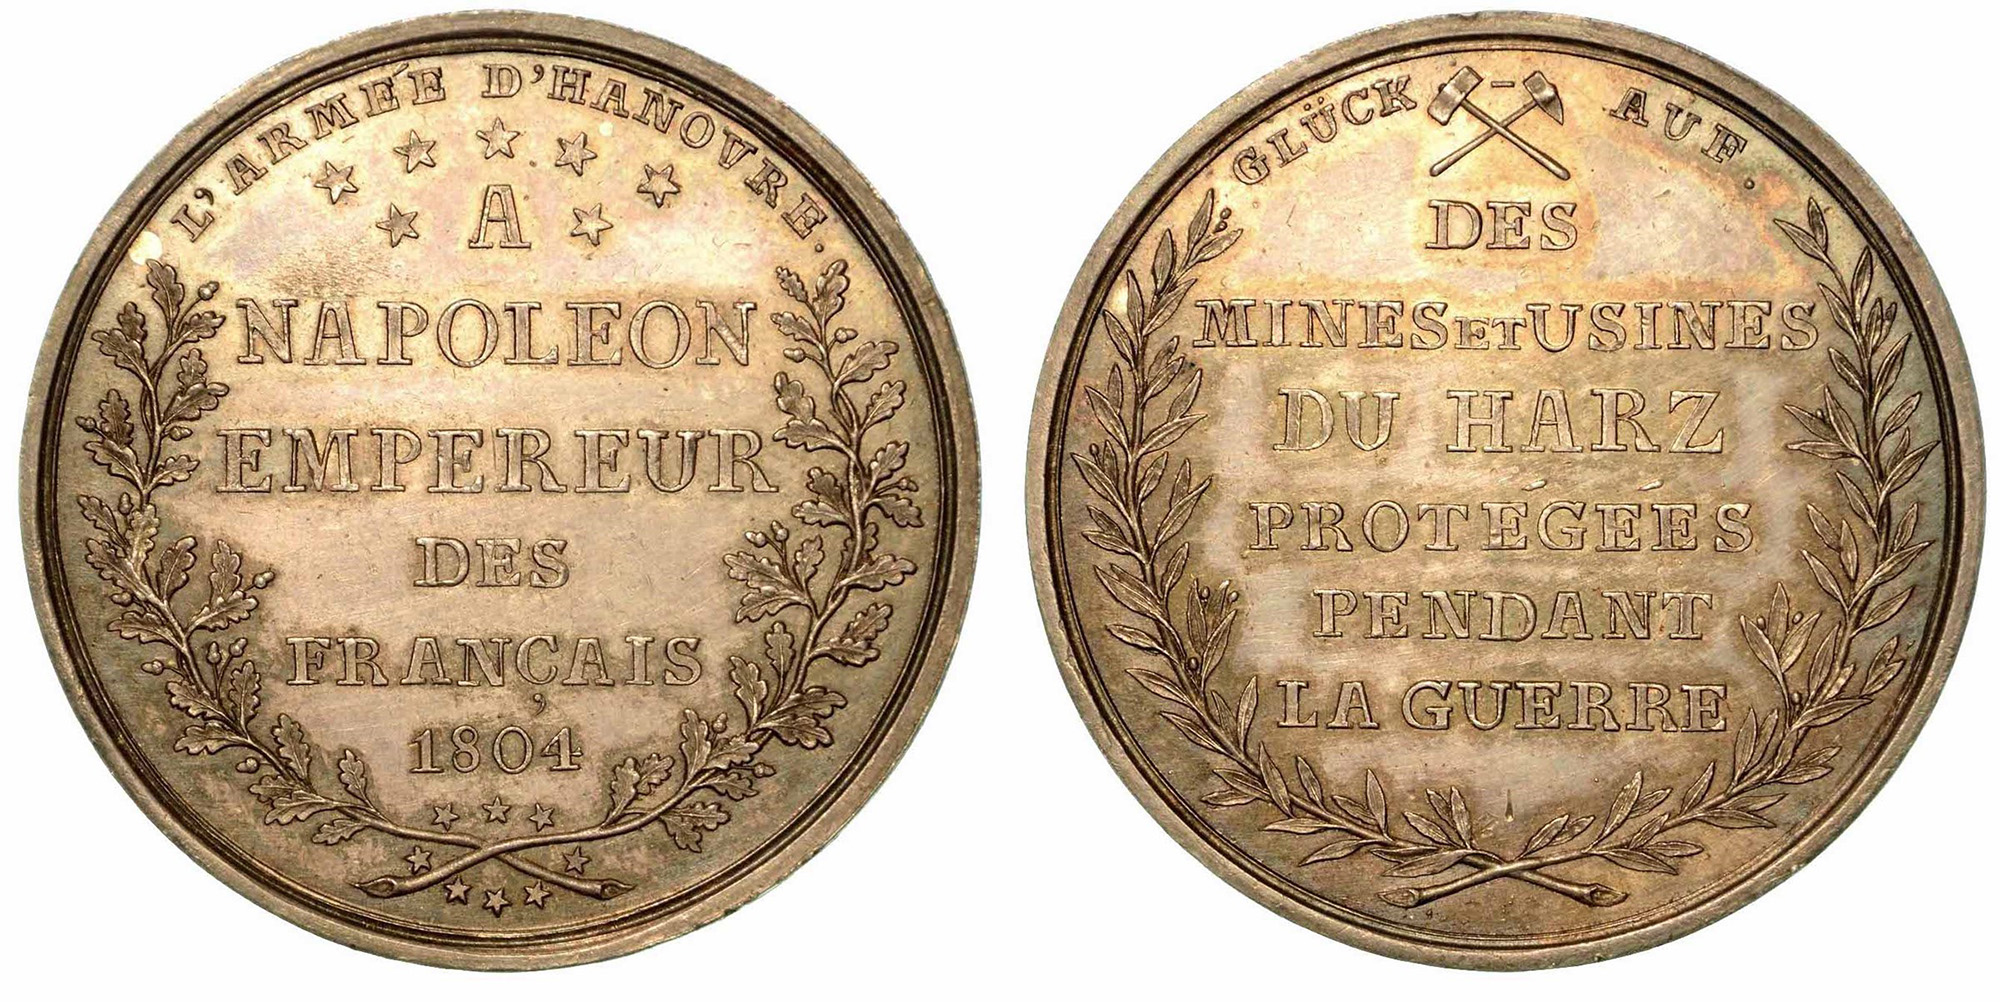 L'ARMÉE D'HANOVRE.
A
NAPOLEON
EMPEREUR
DES
FRANÇAIS
1804
GLÜCK - AUF.
DES
MINES ET USINES
DU HARZ
PROTÉGÉES
PENDANT
LA GUERRE